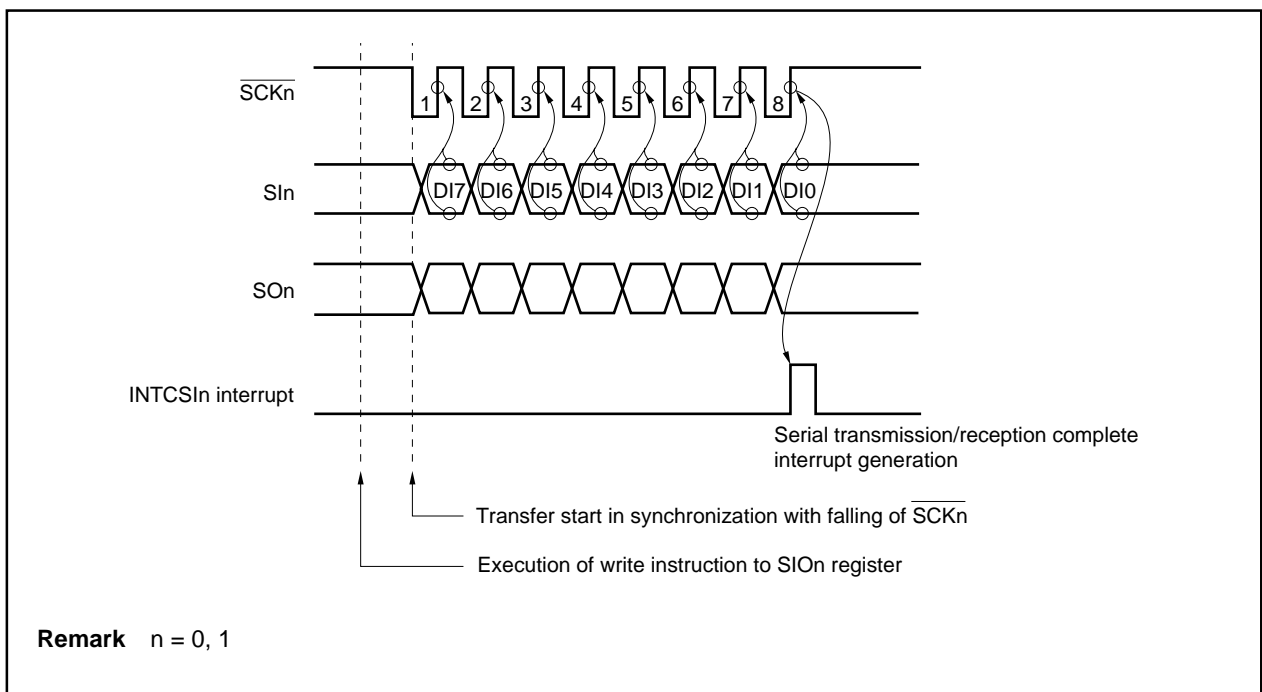 SCKn
1 2 3 4 5 6 7 8
SIn
DI7 DI6 DI5 DI4 DI3 DI2 DI1 DI0
SOn
INTCSIn interrupt
Serial transmission/reception complete
interrupt generation
Transfer start in synchronization with falling of SCKn
Execution of write instruction to SIOn register
Remark n = 0, 1